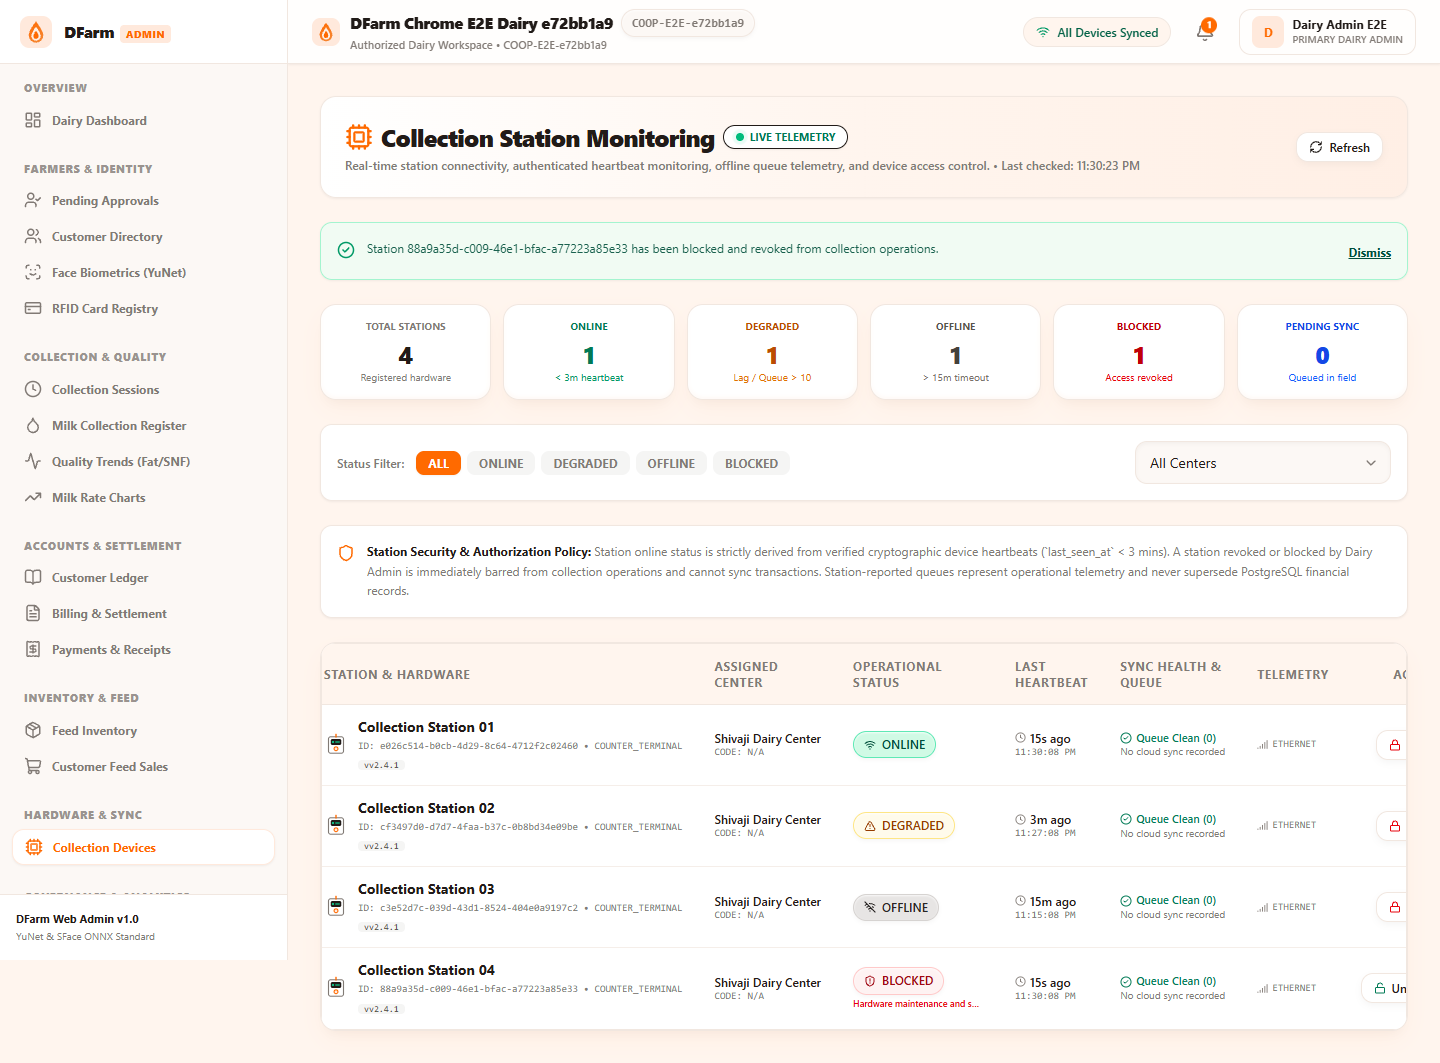 DFarm ADMIN
OVERVIEW
Dairy Dashboard
FARMERS & IDENTITY
Pending Approvals
Customer Directory
Face Biometrics (YuNet)
RFID Card Registry
COLLECTION & QUALITY
Collection Sessions
Milk Collection Register
Quality Trends (Fat/SNF)
Milk Rate Charts
ACCOUNTS & SETTLEMENT
Customer Ledger
Billing & Settlement
Payments & Receipts
INVENTORY & FEED
Feed Inventory
Customer Feed Sales
HARDWARE & SYNC
Collection Devices
DFarm Web Admin v1.0
YuNet & SFace ONNX Standard
DFarm Chrome E2E Dairy e72bb1a9 COOP-E2E-e72bb1a9
Authorized Dairy Workspace • COOP-E2E-e72bb1a9
All Devices Synced
1
D
Dairy Admin E2E
PRIMARY DAIRY ADMIN
Collection Station Monitoring LIVE TELEMETRY
Real-time station connectivity, authenticated heartbeat monitoring, offline queue telemetry, and device access control. • Last checked: 11:30:23 PM
Refresh
Station 88a9a35d-c009-46e1-bfac-a77223a85e33 has been blocked and revoked from collection operations.
Dismiss
TOTAL STATIONS
4
Registered hardware
ONLINE
1
< 3m heartbeat
DEGRADED
1
Lag / Queue > 10
OFFLINE
1
> 15m timeout
BLOCKED
1
Access revoked
PENDING SYNC
0
Queued in field
Status Filter: ALL ONLINE DEGRADED OFFLINE BLOCKED
All Centers
Station Security & Authorization Policy: Station online status is strictly derived from verified cryptographic device heartbeats (`last_seen_at` < 3 mins). A station revoked or blocked by Dairy
Admin is immediately barred from collection operations and cannot sync transactions. Station-reported queues represent operational telemetry and never supersede PostgreSQL financial
records.
STATION & HARDWARE
ASSIGNED
CENTER
OPERATIONAL
STATUS
LAST
HEARTBEAT
SYNC HEALTH &
QUEUE
TELEMETRY
Collection Station 01
ID: e026c514-b0cb-4d29-8c64-4712f2c02460 • COUNTER_TERMINAL
vv2.4.1
Shivaji Dairy Center
CODE: N/A
ONLINE
15s ago
11:30:08 PM
Queue Clean (0)
No cloud sync recorded
ETHERNET
Collection Station 02
ID: cf3497d0-d7d7-4faa-b37c-0b8bd34e09be • COUNTER_TERMINAL
vv2.4.1
Shivaji Dairy Center
CODE: N/A
DEGRADED
3m ago
11:27:08 PM
Queue Clean (0)
No cloud sync recorded
ETHERNET
Collection Station 03
ID: c3e52d7c-039d-43d1-8524-404e0a9197c2 • COUNTER_TERMINAL
vv2.4.1
Shivaji Dairy Center
CODE: N/A
OFFLINE
15m ago
11:15:08 PM
Queue Clean (0)
No cloud sync recorded
ETHERNET
Collection Station 04
ID: 88a9a35d-c009-46e1-bfac-a77223a85e33 • COUNTER_TERMINAL
vv2.4.1
Shivaji Dairy Center
CODE: N/A
BLOCKED
Hardware maintenance and s...
15s ago
11:30:08 PM
Queue Clean (0)
No cloud sync recorded
ETHERNET
Un